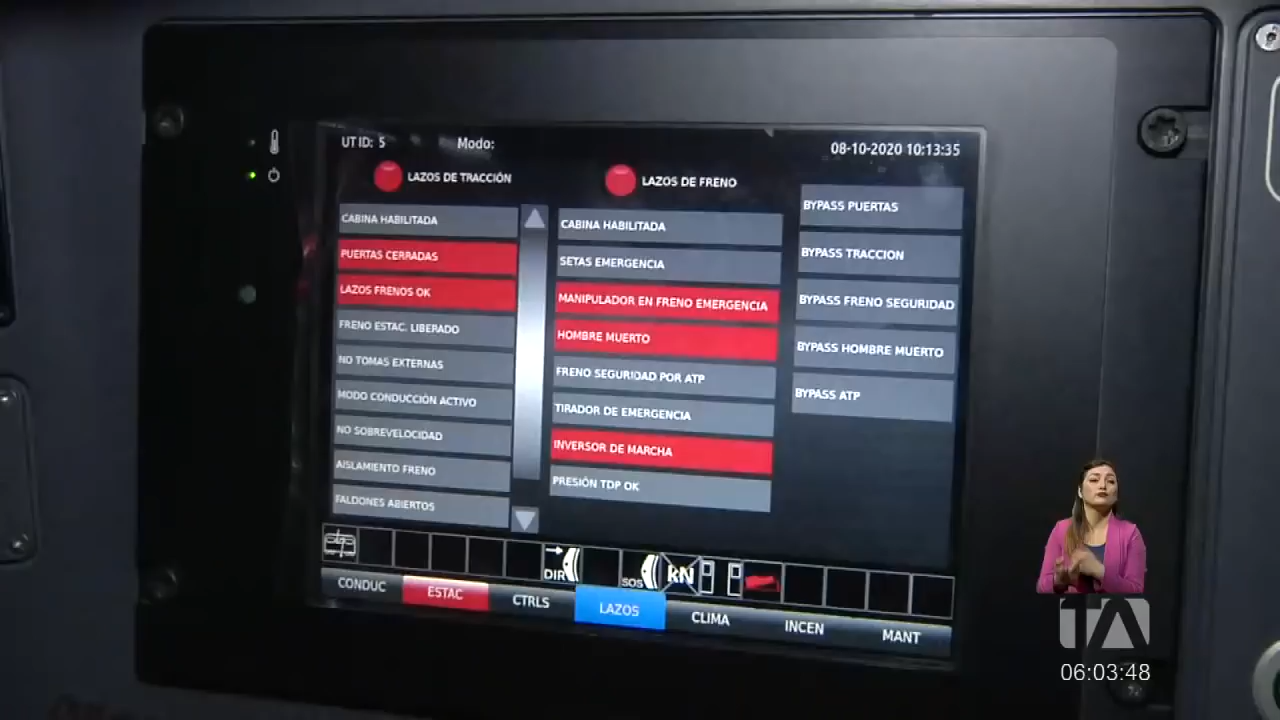 UT ID: 5
Modo:
08-10-2020 10:13:35
LAZOS DE TRACCIÓN
CABINA HABILITADA
PUERTAS CERRADAS
LAZOS FRENOS OK
FRENO ESTAC. LIBERADO
NO TOMAS EXTERNAS
MODO CONDUCCIÓN ACTIVO
NO SOBREVELOCIDAD
AISLAMIENTO FRENO
FALDONES ABIERTOS
LAZOS DE FRENO
CABINA HABILITADA
SETAS EMERGENCIA
MANIPULADOR EN FRENO EMERGENCIA
HOMBRE MUERTO
FRENO SEGURIDAD POR ATP
TIRADOR DE EMERGENCIA
INVERSOR DE MARCHA
PRESIÓN TDP OK
BYPASS PUERTAS
BYPASS TRACCION
BYPASS FRENO SEGURIDAD
BYPASS HOMBRE MUERTO
BYPASS ATP
DIR
SOS
kN
CONDUC
ESTAC
CTRLS
LAZOS
CLIMA
INCEN
MANT
TA
06:03:48